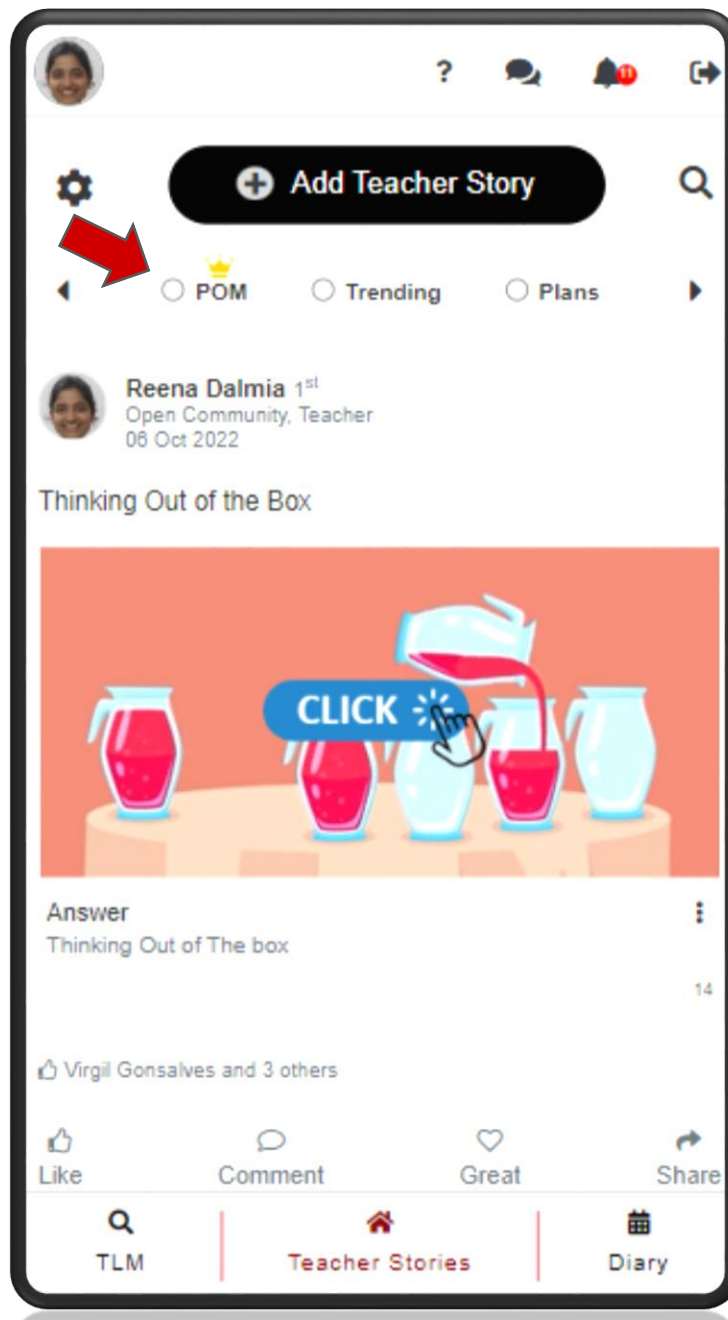 ?
11
Add Teacher Story
POM Trending Plans
Reena Dalmia 1st
Open Community, Teacher
06 Oct 2022
Thinking Out of the Box
CLICK
Answer
Thinking Out of The box
14
Virgil Gonsalves and 3 others
Like Comment Great Share
TLM Teacher Stories Diary